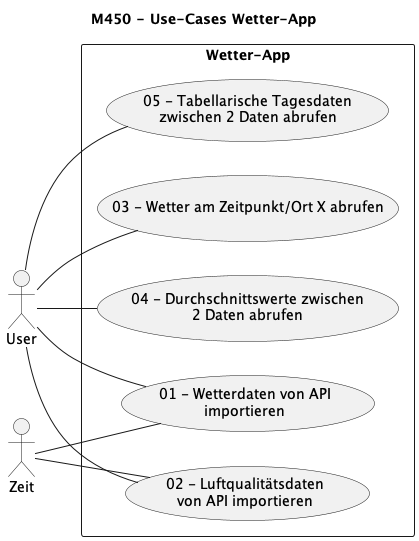 M450 – Use-Cases Wetter-App
Wetter-App
05 – Tabellarische Tagesdaten
zwischen 2 Daten abrufen
03 – Wetter am Zeitpunkt/Ort X abrufen
04 – Durchschnittswerte zwischen
2 Daten abrufen
User
01 – Wetterdaten von API
importieren
Zeit
02 – Luftqualitätsdaten
von API importieren